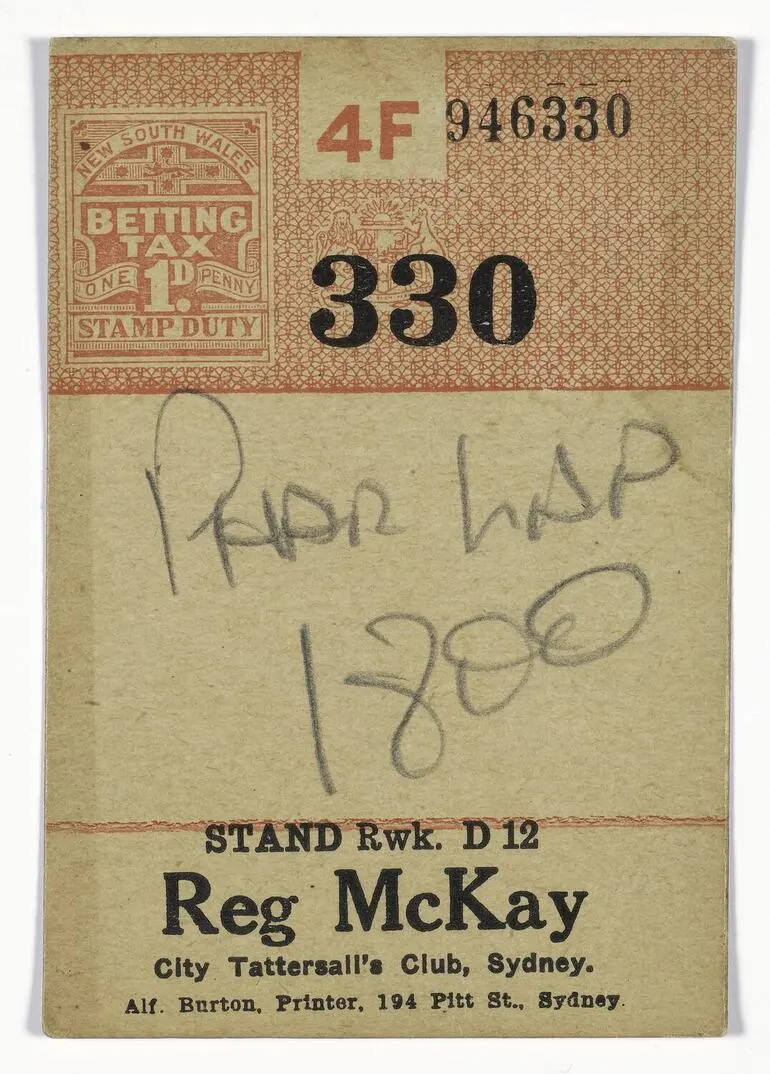 4F 946330
NEW SOUTH WALES
BETTING
TAX
ONE 1D. PENNY
STAMP DUTY
330
PHAR LAP
1800
STAND Rwk. D 12
Reg McKay
City Tattersall's Club, Sydney.
Alf. Burton, Printer, 194 Pitt St., Sydney.